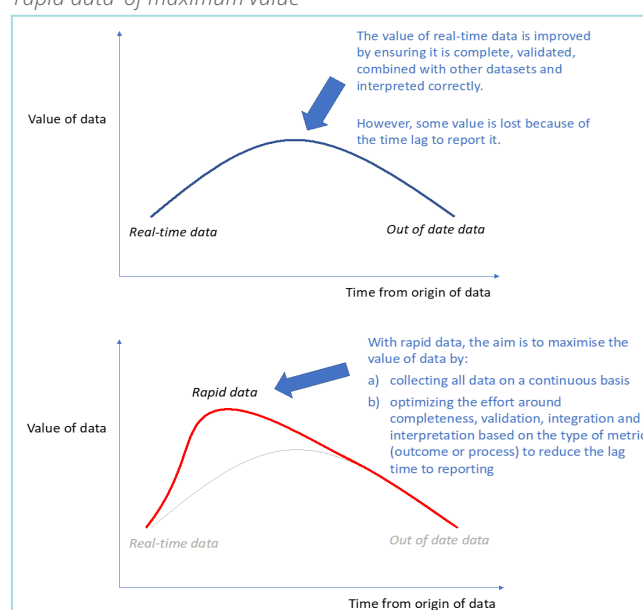 rapid data' of maximum value
The value of real-time data is improved
by ensuring it is complete, validated,
combined with other datasets and
interpreted correctly.
However, some value is lost because of
the time lag to report it.
Value of data
Real-time data
Out of date data
Time from origin of data
With rapid data, the aim is to maximise the
value of data by:
a) collecting all data on a continuous basis
b) optimizing the effort around
completeness, validation, integration and
interpretation based on the type of metric
(outcome or process) to reduce the lag
time to reporting
Rapid data
Value of data
Real-time data
Out of date data
Time from origin of data